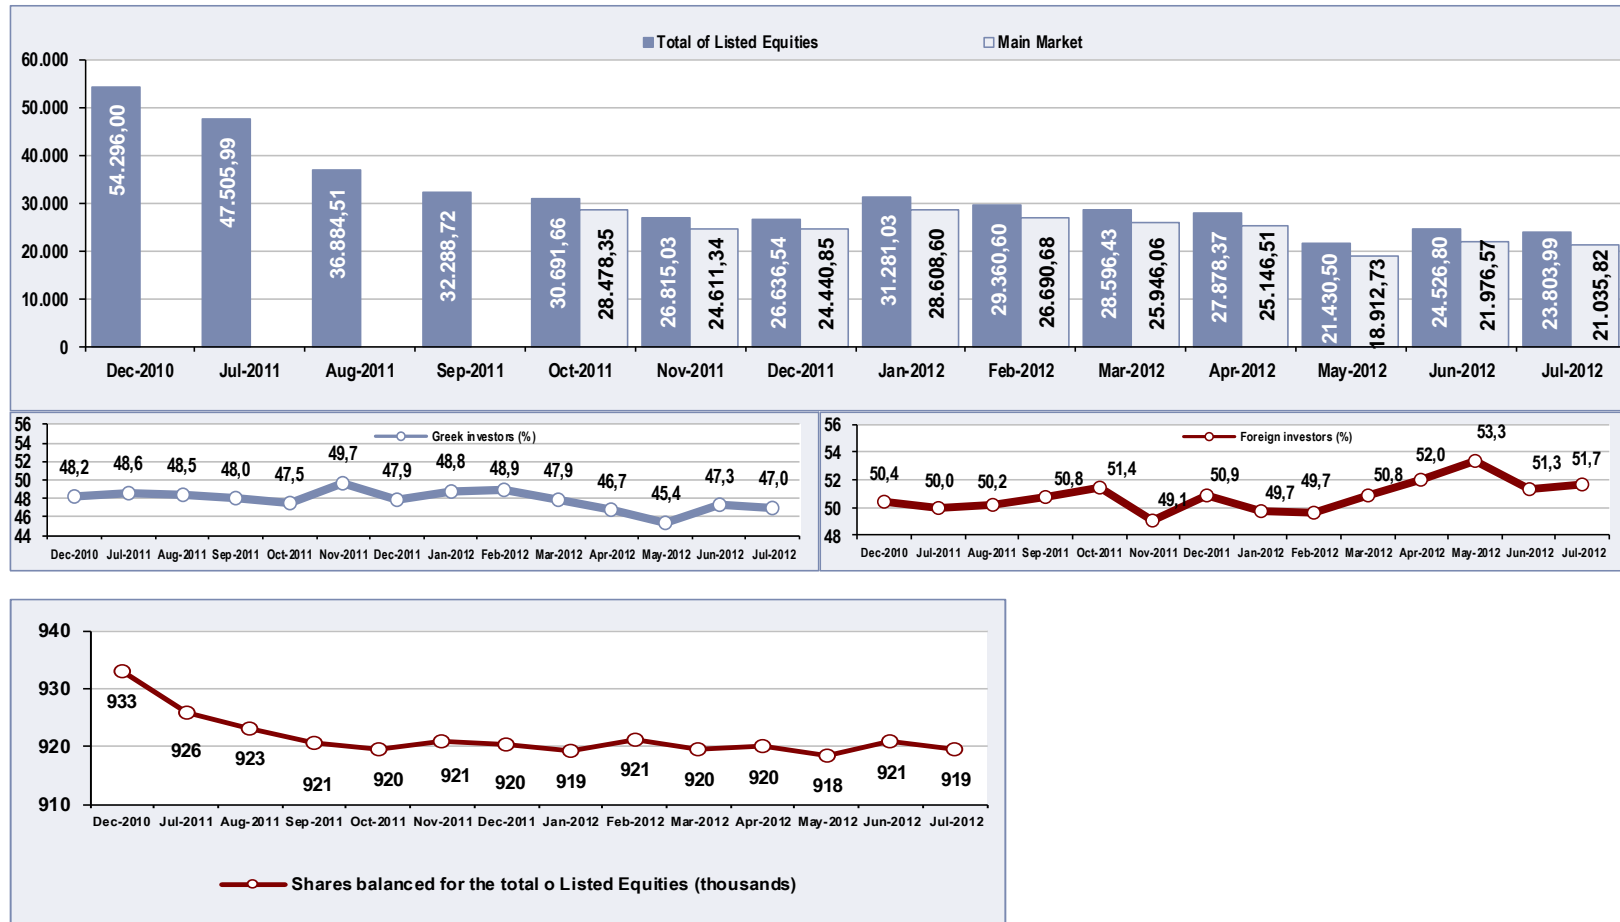 Total of Listed Equities Main Market
60.000
50.000
40.000
30.000
20.000
10.000
0
54.296,00 47.505,99 36.884,51 32.288,72 30.691,66 28.478,35 26.815,03 24.611,34 26.636,54 24.440,85 31.281,03 28.608,60 29.360,60 26.690,68 28.596,43 25.946,06 27.878,37 25.146,51 21.430,50 18.912,73 24.526,80 21.976,57 23.803,99 21.035,82
Dec-2010 Jul-2011 Aug-2011 Sep-2011 Oct-2011 Nov-2011 Dec-2011 Jan-2012 Feb-2012 Mar-2012 Apr-2012 May-2012 Jun-2012 Jul-2012
Greek investors (%)
56
54
52
50
48
46
44
48,2 48,6 48,5 48,0 47,5 49,7 47,9 48,8 48,9 47,9 46,7 45,4 47,3 47,0
Dec-2010 Jul-2011 Aug-2011 Sep-2011 Oct-2011 Nov-2011 Dec-2011 Jan-2012 Feb-2012 Mar-2012 Apr-2012 May-2012 Jun-2012 Jul-2012
Foreign investors (%)
56
54
52
50
48
50,4 50,0 50,2 50,8 51,4 49,1 50,9 49,7 49,7 50,8 52,0 53,3 51,3 51,7
Dec-2010 Jul-2011 Aug-2011 Sep-2011 Oct-2011 Nov-2011 Dec-2011 Jan-2012 Feb-2012 Mar-2012 Apr-2012 May-2012 Jun-2012 Jul-2012
940
930
920
910
933 926 923 921 920 921 920 919 921 920 920 918 921 919
Dec-2010 Jul-2011 Aug-2011 Sep-2011 Oct-2011 Nov-2011 Dec-2011 Jan-2012 Feb-2012 Mar-2012 Apr-2012 May-2012 Jun-2012 Jul-2012
Shares balanced for the total o Listed Equities (thousands)